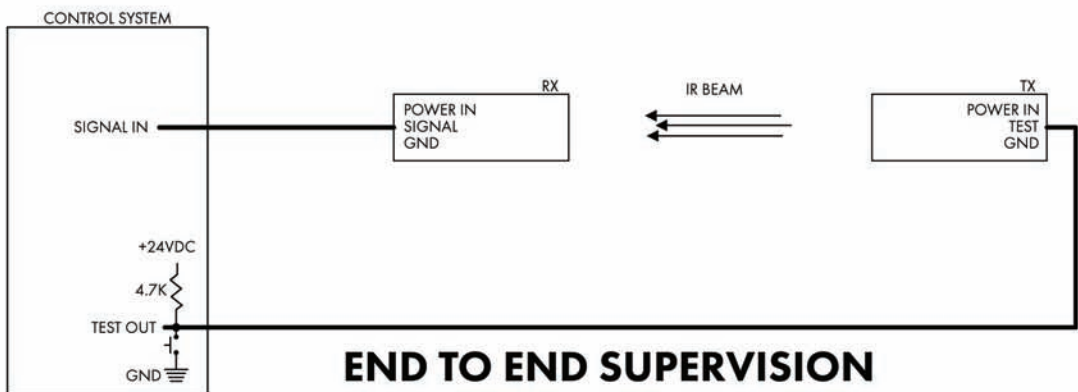 CONTROL SYSTEM
RX
IR BEAM
TX
POWER IN
SIGNAL
GND
POWER IN
TEST
GND
SIGNAL IN
+24VDC
4.7K
TEST OUT
GND
END TO END SUPERVISION